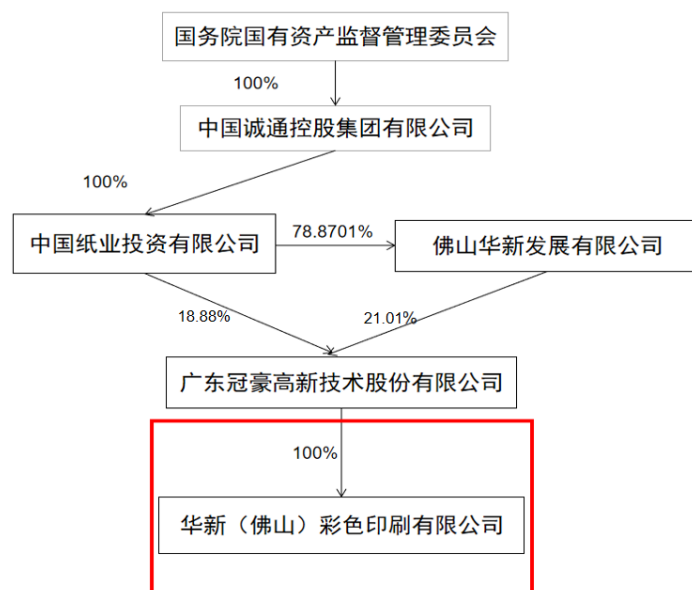 国务院国有资产监督管理委员会
100%
中国诚通控股集团有限公司
100%
中国纸业投资有限公司
78.8701%
佛山华新发展有限公司
18.88%
21.01%
广东冠豪高新技术股份有限公司
100%
华新（佛山）彩色印刷有限公司